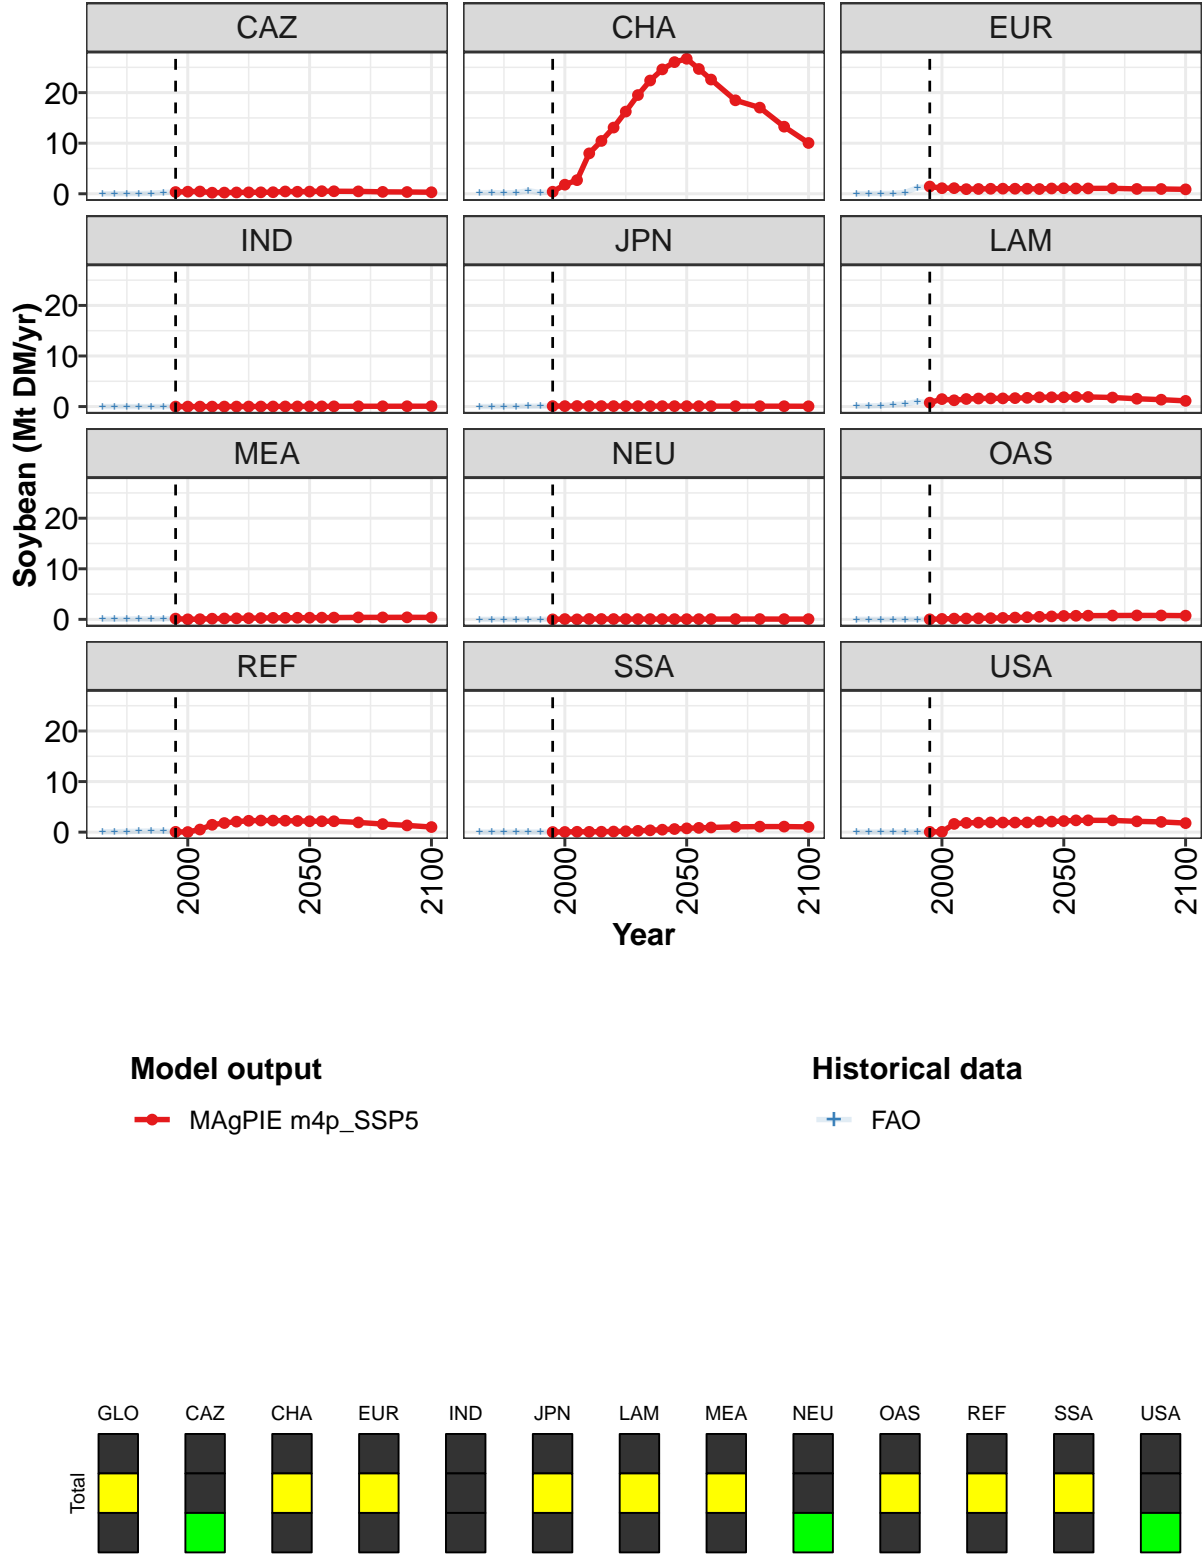 CAZ CHA EUR
20
10
0
IND JPN LAM
20
10
0
MEA NEU OAS
20
10
0
REF SSA USA
20
10
0
Soybean (Mt DM/yr)
2000 2050 2100 2000 2050 2100 2000 2050 2100
Year
Model output Historical data
MAgPIE m4p_SSP5 FAO
GLO CAZ CHA EUR IND JPN LAM MEA NEU OAS REF SSA USA
Total